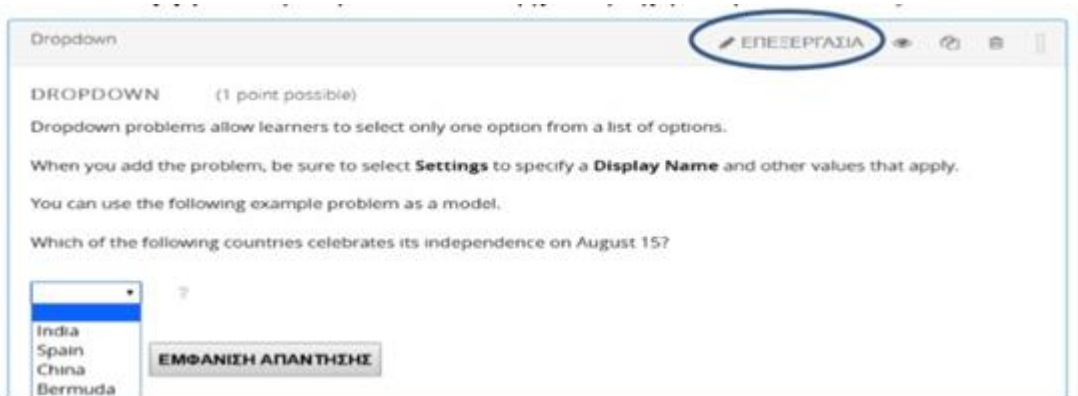 Dropdown
ΕΠΕΞΕΡΓΑΣΙΑ
DROPDOWN (1 point possible)
Dropdown problems allow learners to select only one option from a list of options.
When you add the problem, be sure to select Settings to specify a Display Name and other values that apply.
You can use the following example problem as a model.
Which of the following countries celebrates its independence on August 15?
?
India
Spain
ΕΜΦΑΝΙΣΗ ΑΠΑΝΤΗΣΗΣ
China
Bermuda